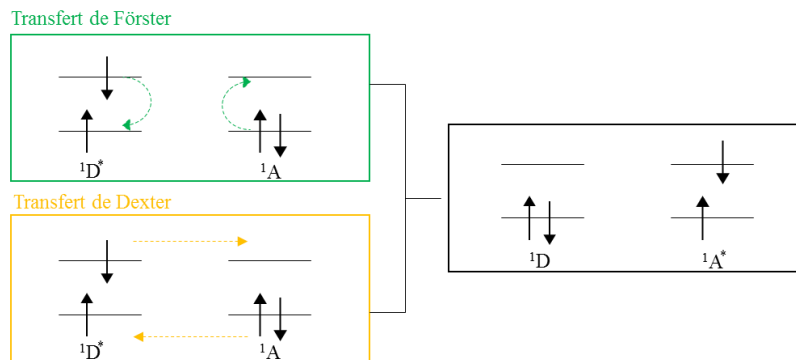 Transfert de Förster
¹D* ¹A
Transfert de Dexter
¹D* ¹A
¹D ¹A*